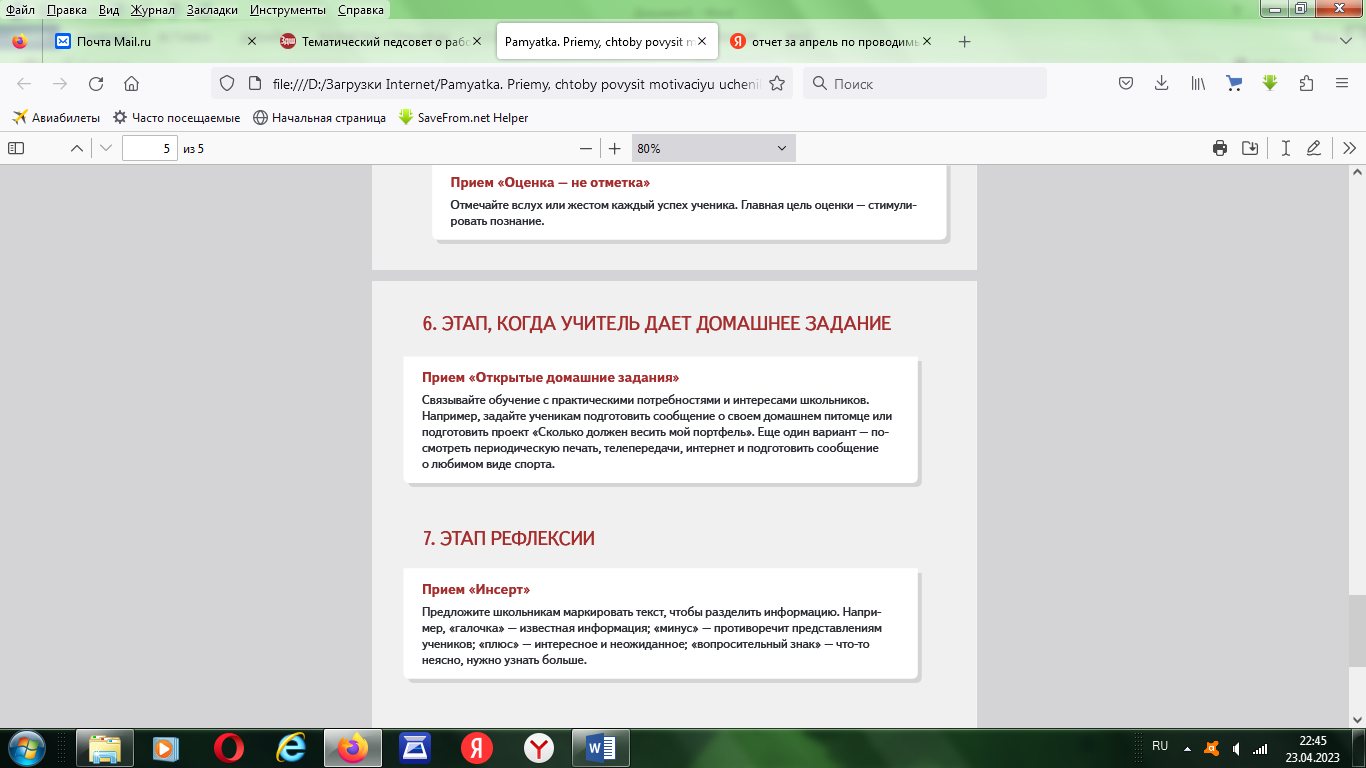 Файл Правка Вид Журнал Закладки Инструменты Справка
Почта Mail.ru
Тематический педсовет о рабо
Pamyatka. Priemy, chtoby povysit m
отчет за апрель по проводимы
file:///D:/Загрузки Internet/Pamyatka. Priemy, chtoby povysit motivaciyu ucheni
Поиск
Авиабилеты Часто посещаемые Начальная страница SaveFrom.net Helper
5 из 5
80%
Прием «Оценка — не отметка»
Отмечайте вслух или жестом каждый успех ученика. Главная цель оценки — стимули-
ровать познание.
6. ЭТАП, КОГДА УЧИТЕЛЬ ДАЕТ ДОМАШНЕЕ ЗАДАНИЕ
Прием «Открытые домашние задания»
Связывайте обучение с практическими потребностями и интересами школьников.
Например, задайте ученикам подготовить сообщение о своем домашнем питомце или
подготовить проект «Сколько должен весить мой портфель». Еще один вариант — по-
смотреть периодическую печать, телепередачи, интернет и подготовить сообщение
о любимом виде спорта.
7. ЭТАП РЕФЛЕКСИИ
Прием «Инсерт»
Предложите школьникам маркировать текст, чтобы разделить информацию. Напри-
мер, «галочка» — известная информация; «минус» — противоречит представлениям
учеников; «плюс» — интересное и неожиданное; «вопросительный знак» — что-то
неясно, нужно узнать больше.
RU
22:45
23.04.2023